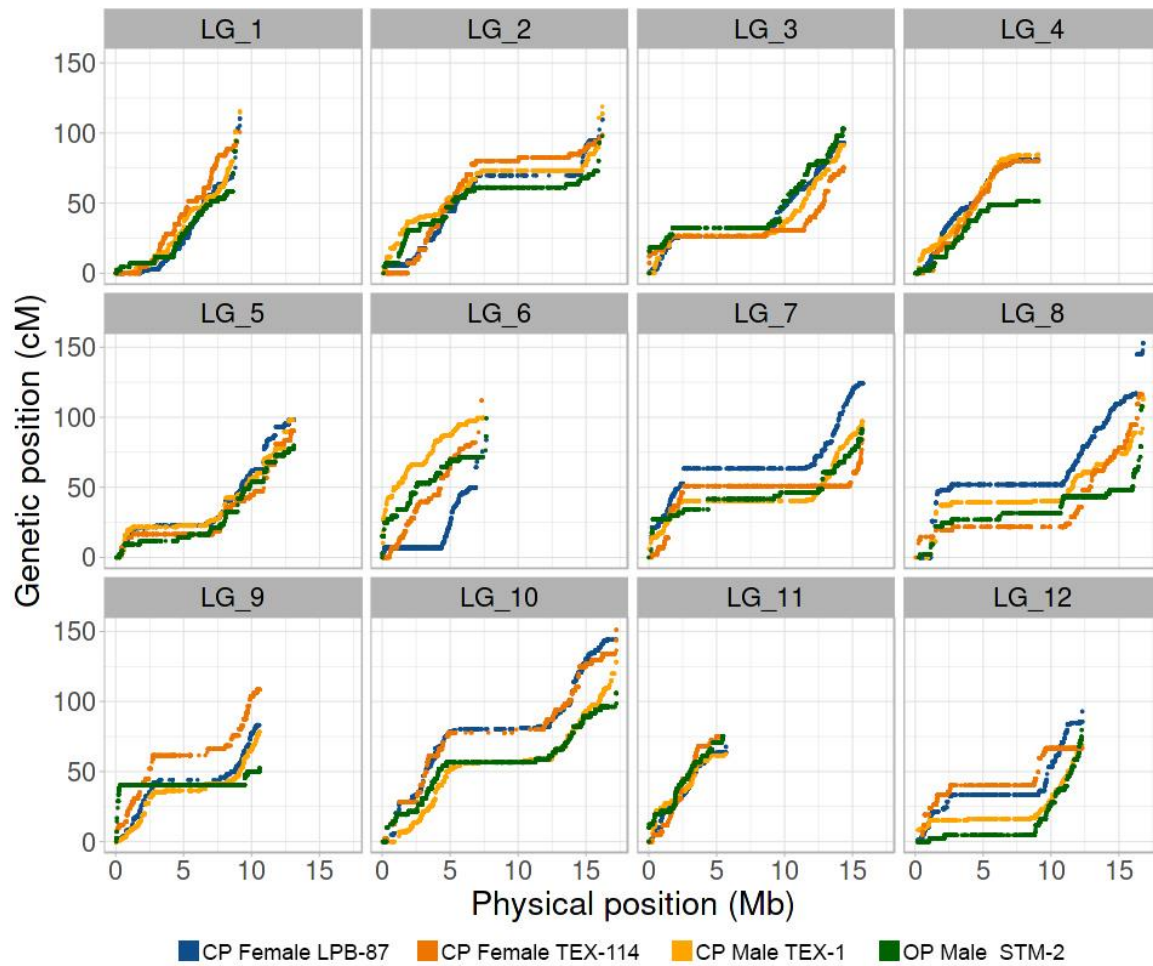 LG_1 LG_2 LG_3 LG_4
150
100
50
0
LG_5 LG_6 LG_7 LG_8
150
100
50
0
LG_9 LG_10 LG_11 LG_12
150
100
50
0
0 5 10 15 0 5 10 15 0 5 10 15 0 5 10 15
Genetic position (cM)
Physical position (Mb)
CP Female LPB-87 CP Female TEX-114 CP Male TEX-1 OP Male STM-2